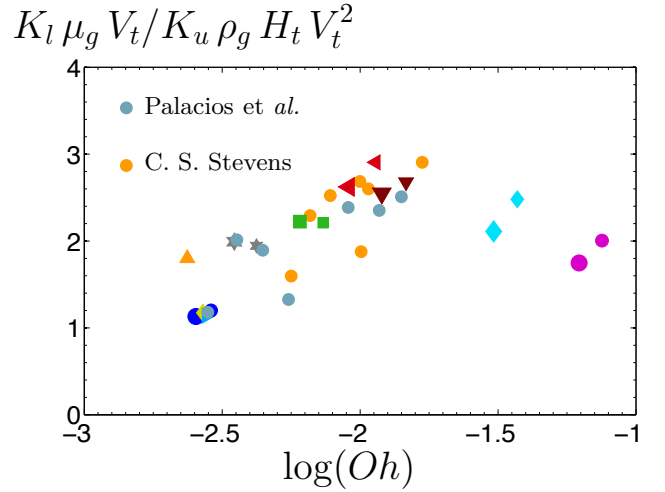 K_l μ_g V_t/K_u ρ_g H_t V_t^2
4
Palacios et al.
3
C. S. Stevens
2
1
0
−3 −2.5 −2 −1.5 −1
log(Oh)